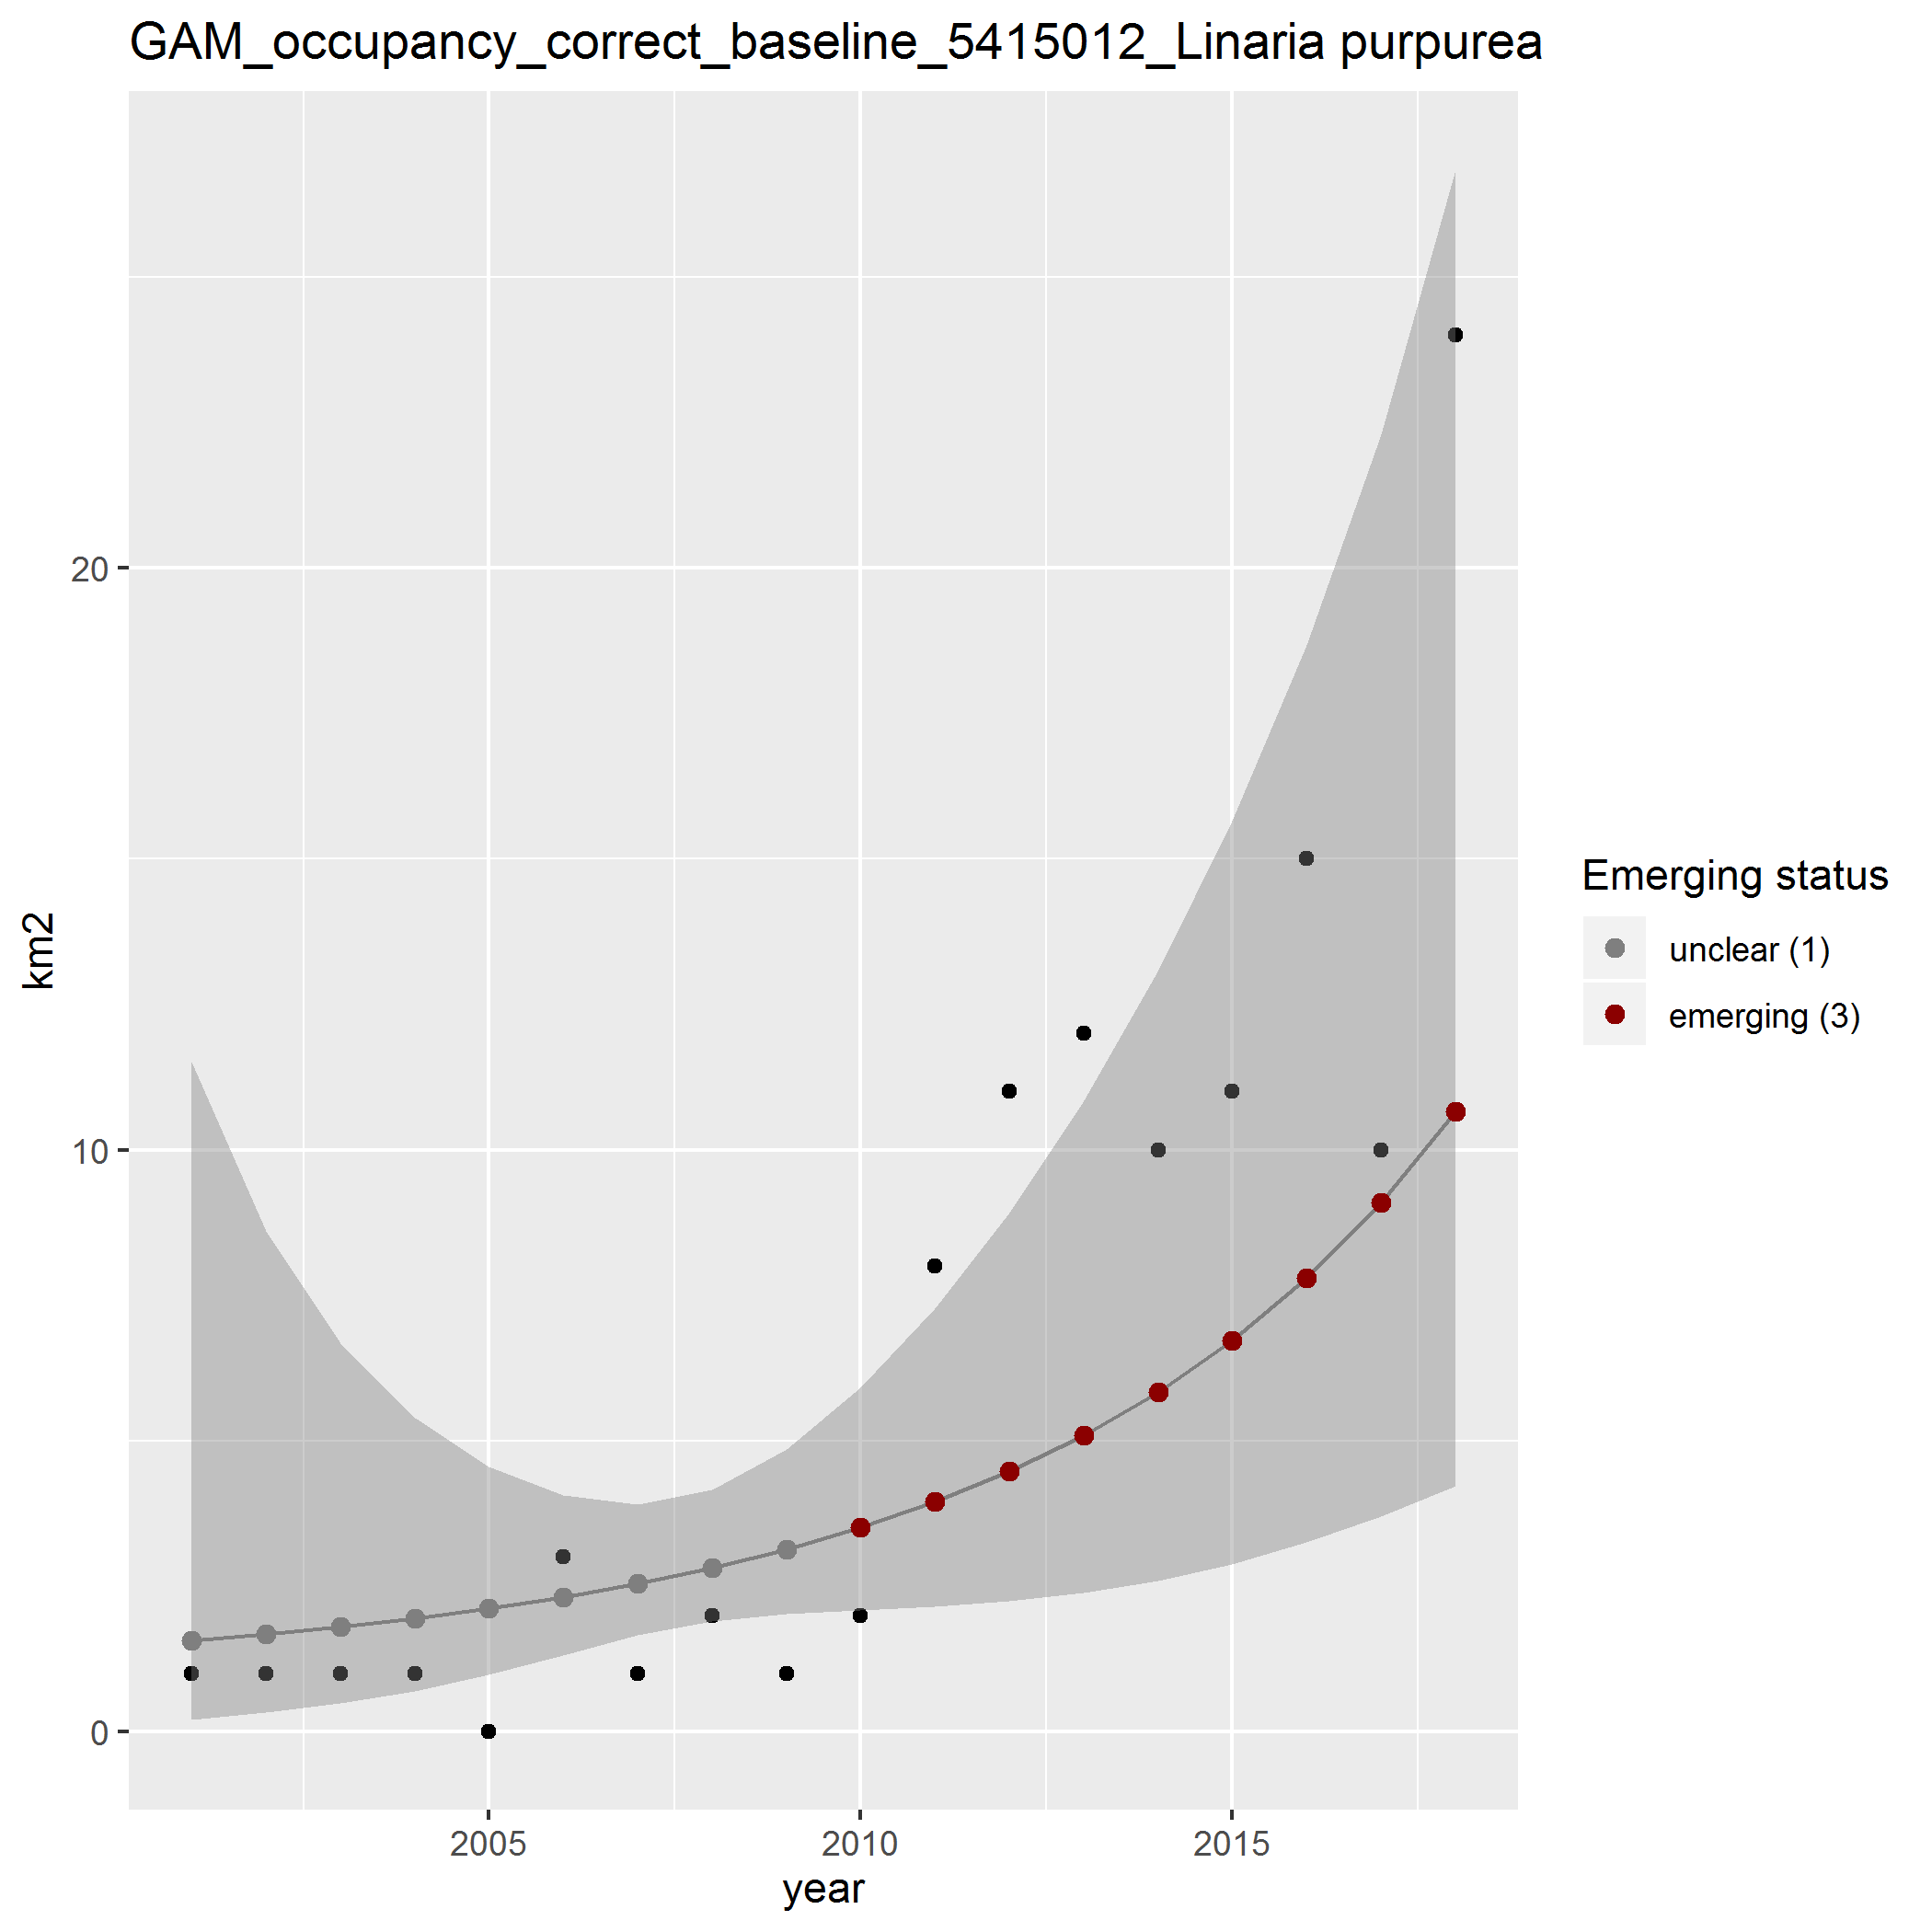 GAM_occupancy_correct_baseline_5415012_Linaria purpurea
20
10
0
km2
2005 2010 2015
year
Emerging status
unclear (1)
emerging (3)